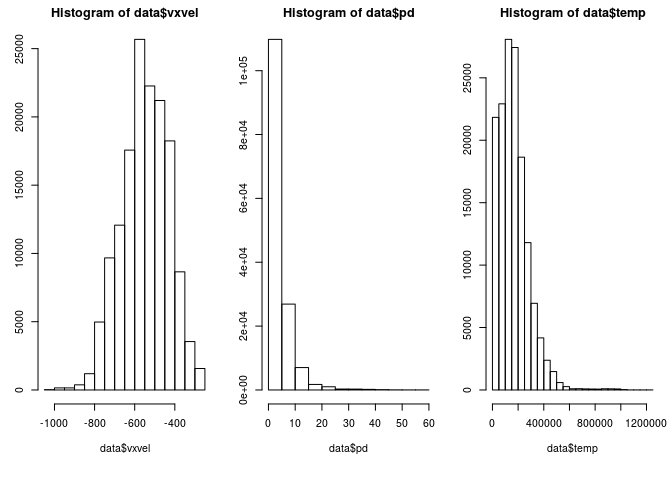 Histogram of data$vxvel
25000
20000
15000
10000
5000
0
-1000 -800 -600 -400
data$vxvel
Histogram of data$pd
1e+05
8e+04
6e+04
4e+04
2e+04
0e+00
0 10 20 30 40 50 60
data$pd
Histogram of data$temp
25000
20000
15000
10000
5000
0
0 400000 800000 1200000
data$temp